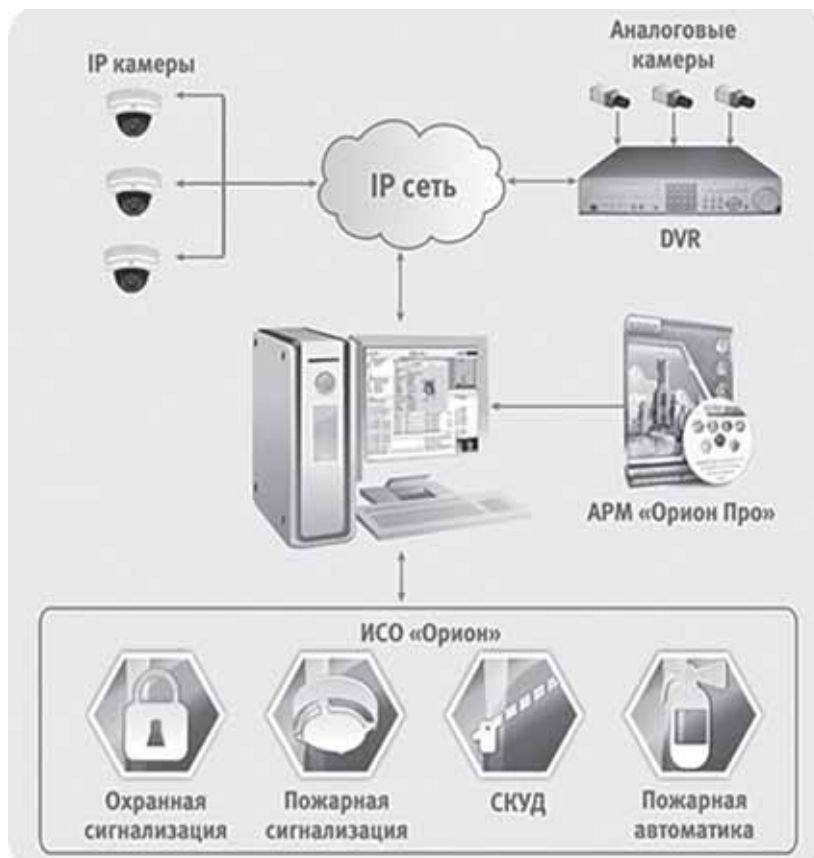 Аналоговые
камеры
IP камеры
IP сеть
DVR
АРМ «Орион Про»
ИСО «Орион»
Охранная
сигнализация
Пожарная
сигнализация
СКУД
Пожарная
автоматика